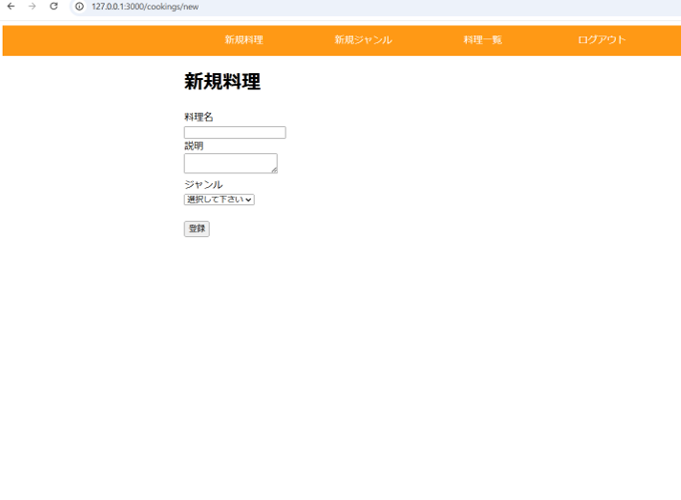 127.0.0.1:3000/cookings/new
新規料理 新規ジャンル 料理一覧 ログアウト
新規料理
料理名
説明
ジャンル
選択して下さい
登録